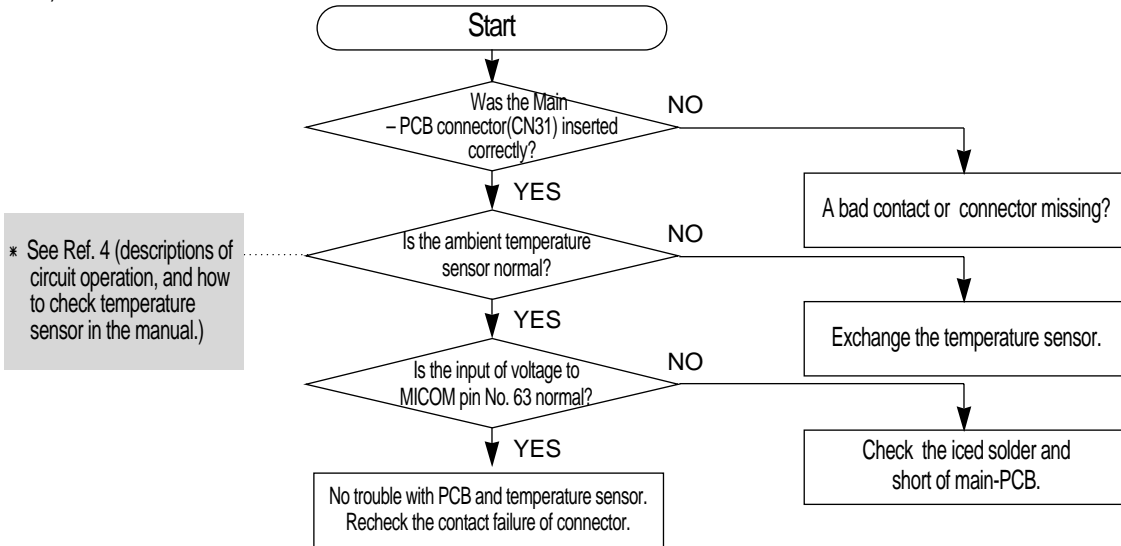 Start
Was the Main
– PCB connector(CN31) inserted
correctly?
NO
YES
A bad contact or connector missing?
* See Ref. 4 (descriptions of
circuit operation, and how
to check temperature
sensor in the manual.)
Is the ambient temperature
sensor normal?
NO
YES
Exchange the temperature sensor.
Is the input of voltage to
MICOM pin No. 63 normal?
NO
YES
Check the iced solder and
short of main-PCB.
No trouble with PCB and temperature sensor.
Recheck the contact failure of connector.